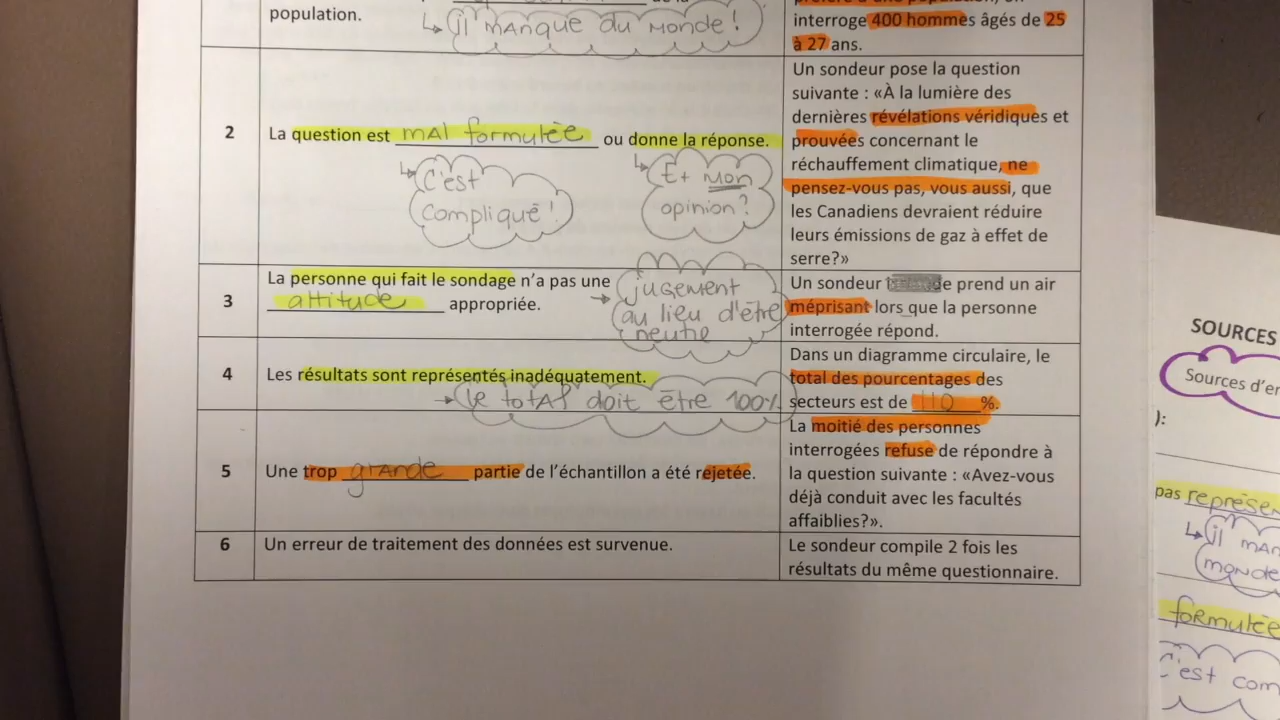 population.
↳ il manque du monde !
interroge 400 hommes âgés de 25
à 27 ans.
2
La question est mal formulée ou donne la réponse.
↳ C'est
compliqué !
↳ Et mon
opinion ?
Un sondeur pose la question
suivante : «À la lumière des
dernières révélations véridiques et
prouvées concernant le
réchauffement climatique, ne
pensez-vous pas, vous aussi, que
les Canadiens devraient réduire
leurs émissions de gaz à effet de
serre?»
3
La personne qui fait le sondage n'a pas une
attitude appropriée.
→ jugement
au lieu d'être
neutre
Un sondeur prend un air
méprisant lors que la personne
interrogée répond.
4
Les résultats sont représentés inadéquatement.
→ Le total doit être 100%
Dans un diagramme circulaire, le
total des pourcentages des
secteurs est de 110 %.
5
Une trop grande partie de l'échantillon a été rejetée.
La moitié des personnes
interrogées refuse de répondre à
la question suivante : «Avez-vous
déjà conduit avec les facultés
affaiblies?».
6
Un erreur de traitement des données est survenue.
Le sondeur compile 2 fois les
résultats du même questionnaire.
SOURCES
Sources d'er
):
pas représen
↳ il man
monde
formulée
C'est com